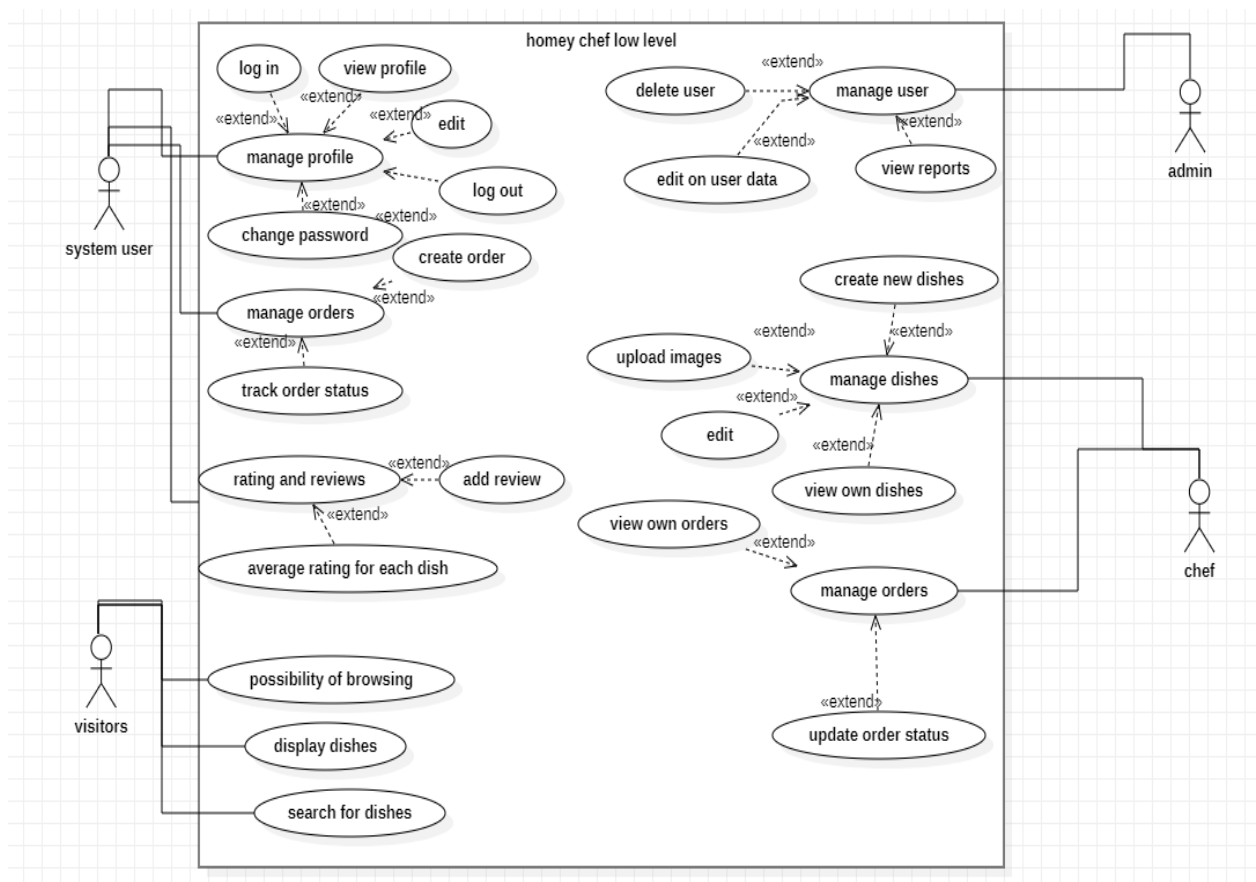 homey chef low level
log in
view profile
«extend»
«extend»
«extend»
edit
manage profile
log out
«extend»
«extend»
change password
system user
create order
«extend»
manage orders
«extend»
track order status
rating and reviews
«extend»
add review
«extend»
average rating for each dish
visitors
possibility of browsing
display dishes
search for dishes
«extend»
delete user
manage user
«extend»
«extend»
edit on user data
view reports
admin
create new dishes
«extend»
«extend»
upload images
manage dishes
«extend»
edit
«extend»
view own dishes
view own orders
«extend»
manage orders
chef
«extend»
update order status